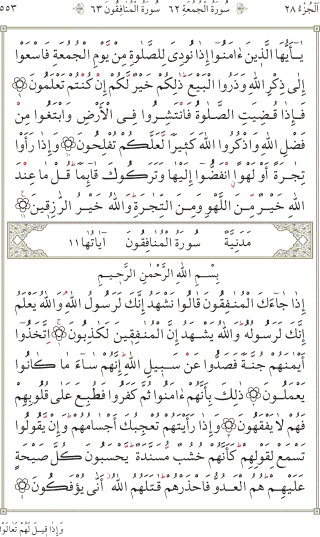 الجزء ٢٨ سورة الجمعة ٦٢ سورة المنافقون ٦٣ ٥٥٣
يَـٰٓأَيُّهَا ٱلَّذِينَ ءَامَنُوٓا۟ إِذَا نُودِىَ لِلصَّلَوٰةِ مِن يَوْمِ ٱلْجُمُعَةِ فَٱسْعَوْا۟
إِلَىٰ ذِكْرِ ٱللَّهِ وَذَرُوا۟ ٱلْبَيْعَ ذَٰلِكُمْ خَيْرٌ لَّكُمْ إِن كُنتُمْ تَعْلَمُونَ ۝٩
فَإِذَا قُضِيَتِ ٱلصَّلَوٰةُ فَٱنتَشِرُوا۟ فِى ٱلْأَرْضِ وَٱبْتَغُوا۟ مِن
فَضْلِ ٱللَّهِ وَٱذْكُرُوا۟ ٱللَّهَ كَثِيرًا لَّعَلَّكُمْ تُفْلِحُونَ ۝١٠ وَإِذَا رَأَوْا۟
تِجَـٰرَةً أَوْ لَهْوًا ٱنفَضُّوٓا۟ إِلَيْهَا وَتَرَكُوكَ قَآئِمًا قُلْ مَا عِندَ
ٱللَّهِ خَيْرٌ مِّنَ ٱللَّهْوِ وَمِنَ ٱلتِّجَـٰرَةِ وَٱللَّهُ خَيْرُ ٱلرَّٰزِقِينَ ۝١١
مدنية سورة المنافقون آياتها ١١
بِسْمِ ٱللَّهِ ٱلرَّحْمَـٰنِ ٱلرَّحِيمِ
إِذَا جَآءَكَ ٱلْمُنَـٰفِقُونَ قَالُوا۟ نَشْهَدُ إِنَّكَ لَرَسُولُ ٱللَّهِ وَٱللَّهُ يَعْلَمُ
إِنَّكَ لَرَسُولُهُۥ وَٱللَّهُ يَشْهَدُ إِنَّ ٱلْمُنَـٰفِقِينَ لَكَـٰذِبُونَ ۝١ ٱتَّخَذُوٓا۟
أَيْمَـٰنَهُمْ جُنَّةً فَصَدُّوا۟ عَن سَبِيلِ ٱللَّهِ إِنَّهُمْ سَآءَ مَا كَانُوا۟
يَعْمَلُونَ ۝٢ ذَٰلِكَ بِأَنَّهُمْ ءَامَنُوا۟ ثُمَّ كَفَرُوا۟ فَطُبِعَ عَلَىٰ قُلُوبِهِمْ
فَهُمْ لَا يَفْقَهُونَ ۝٣ وَإِذَا رَأَيْتَهُمْ تُعْجِبُكَ أَجْسَامُهُمْ وَإِن يَقُولُوا۟
تَسْمَعْ لِقَوْلِهِمْ كَأَنَّهُمْ خُشُبٌ مُّسَنَّدَةٌ يَحْسَبُونَ كُلَّ صَيْحَةٍ
عَلَيْهِمْ هُمُ ٱلْعَدُوُّ فَٱحْذَرْهُمْ قَـٰتَلَهُمُ ٱللَّهُ أَنَّىٰ يُؤْفَكُونَ ۝٤
وإذا قيل لهم تعالوا